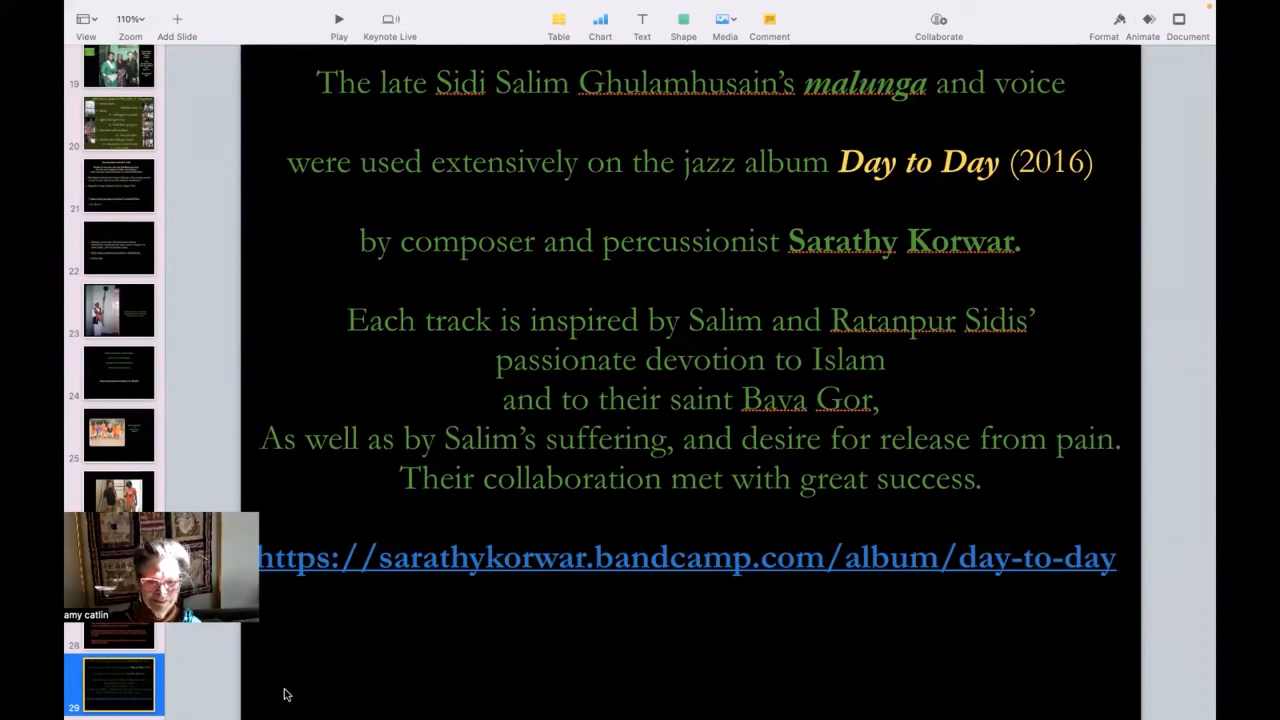 110%
View
Zoom
Add Slide
Play
Keynote Live
Table
Chart
Text
Shape
Media
Comment
Collaborate
Format
Animate
Document
The late Sidi Salim Ghulamhusain's malunga and voice
were used extensively on the jazz album Day to Day (2016)
by composer and percussionist Sarathy Korwar.
Each track is inspired by Salim and Ratanpur Sidis'
passionate devotion to Islam
and to their saint Bava Gor,
As well as by Salim's suffering, and desire for release from pain.
Their collaboration met with great success.
https://sarathykorwar.bandcamp.com/album/day-to-day
19
20
21
22
23
24
25
amy catlin
28
29